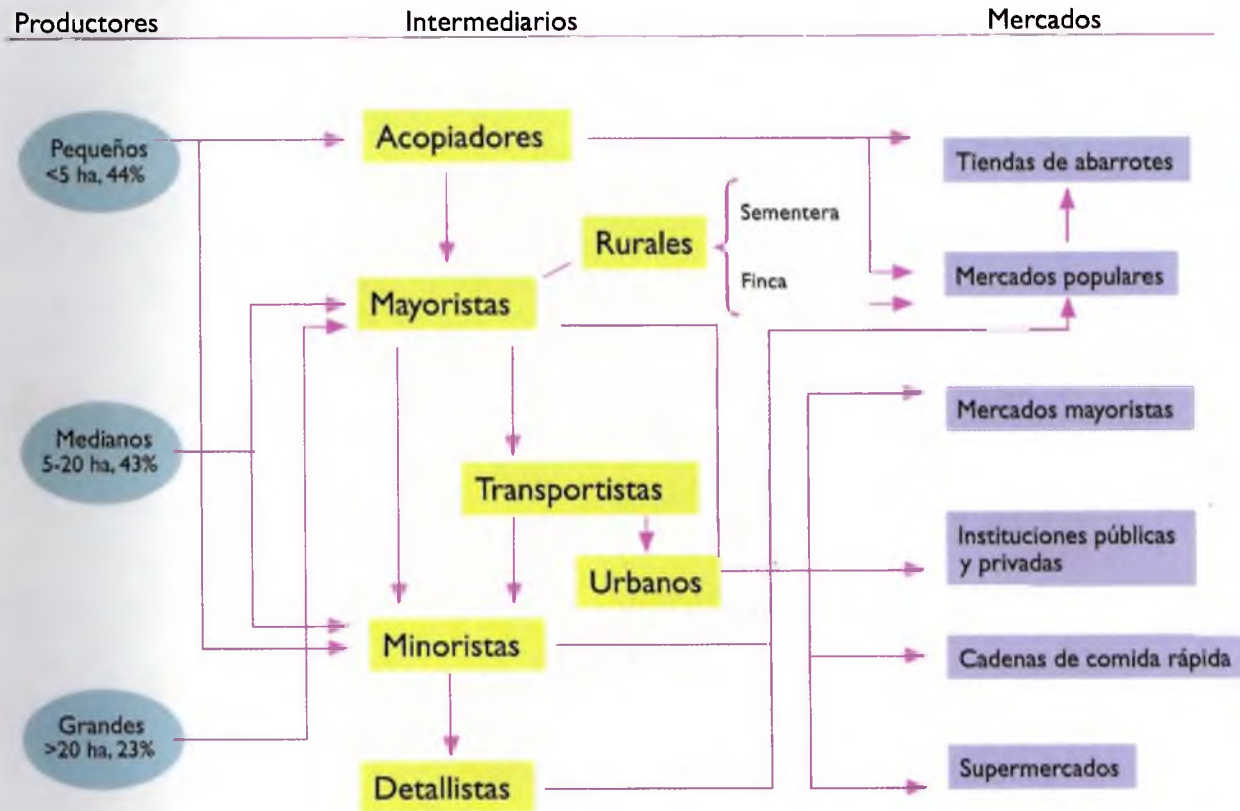 Productores
Intermediarios
Mercados
Pequeños
<5 ha, 44%
Acopiadores
Tiendas de abarrotes
Sementera
Rurales
Finca
Mercados populares
Mayoristas
Medianos
5-20 ha, 43%
Mercados mayoristas
Transportistas
Instituciones públicas
y privadas
Urbanos
Minoristas
Cadenas de comida rápida
Grandes
>20 ha, 23%
Detallistas
Supermercados